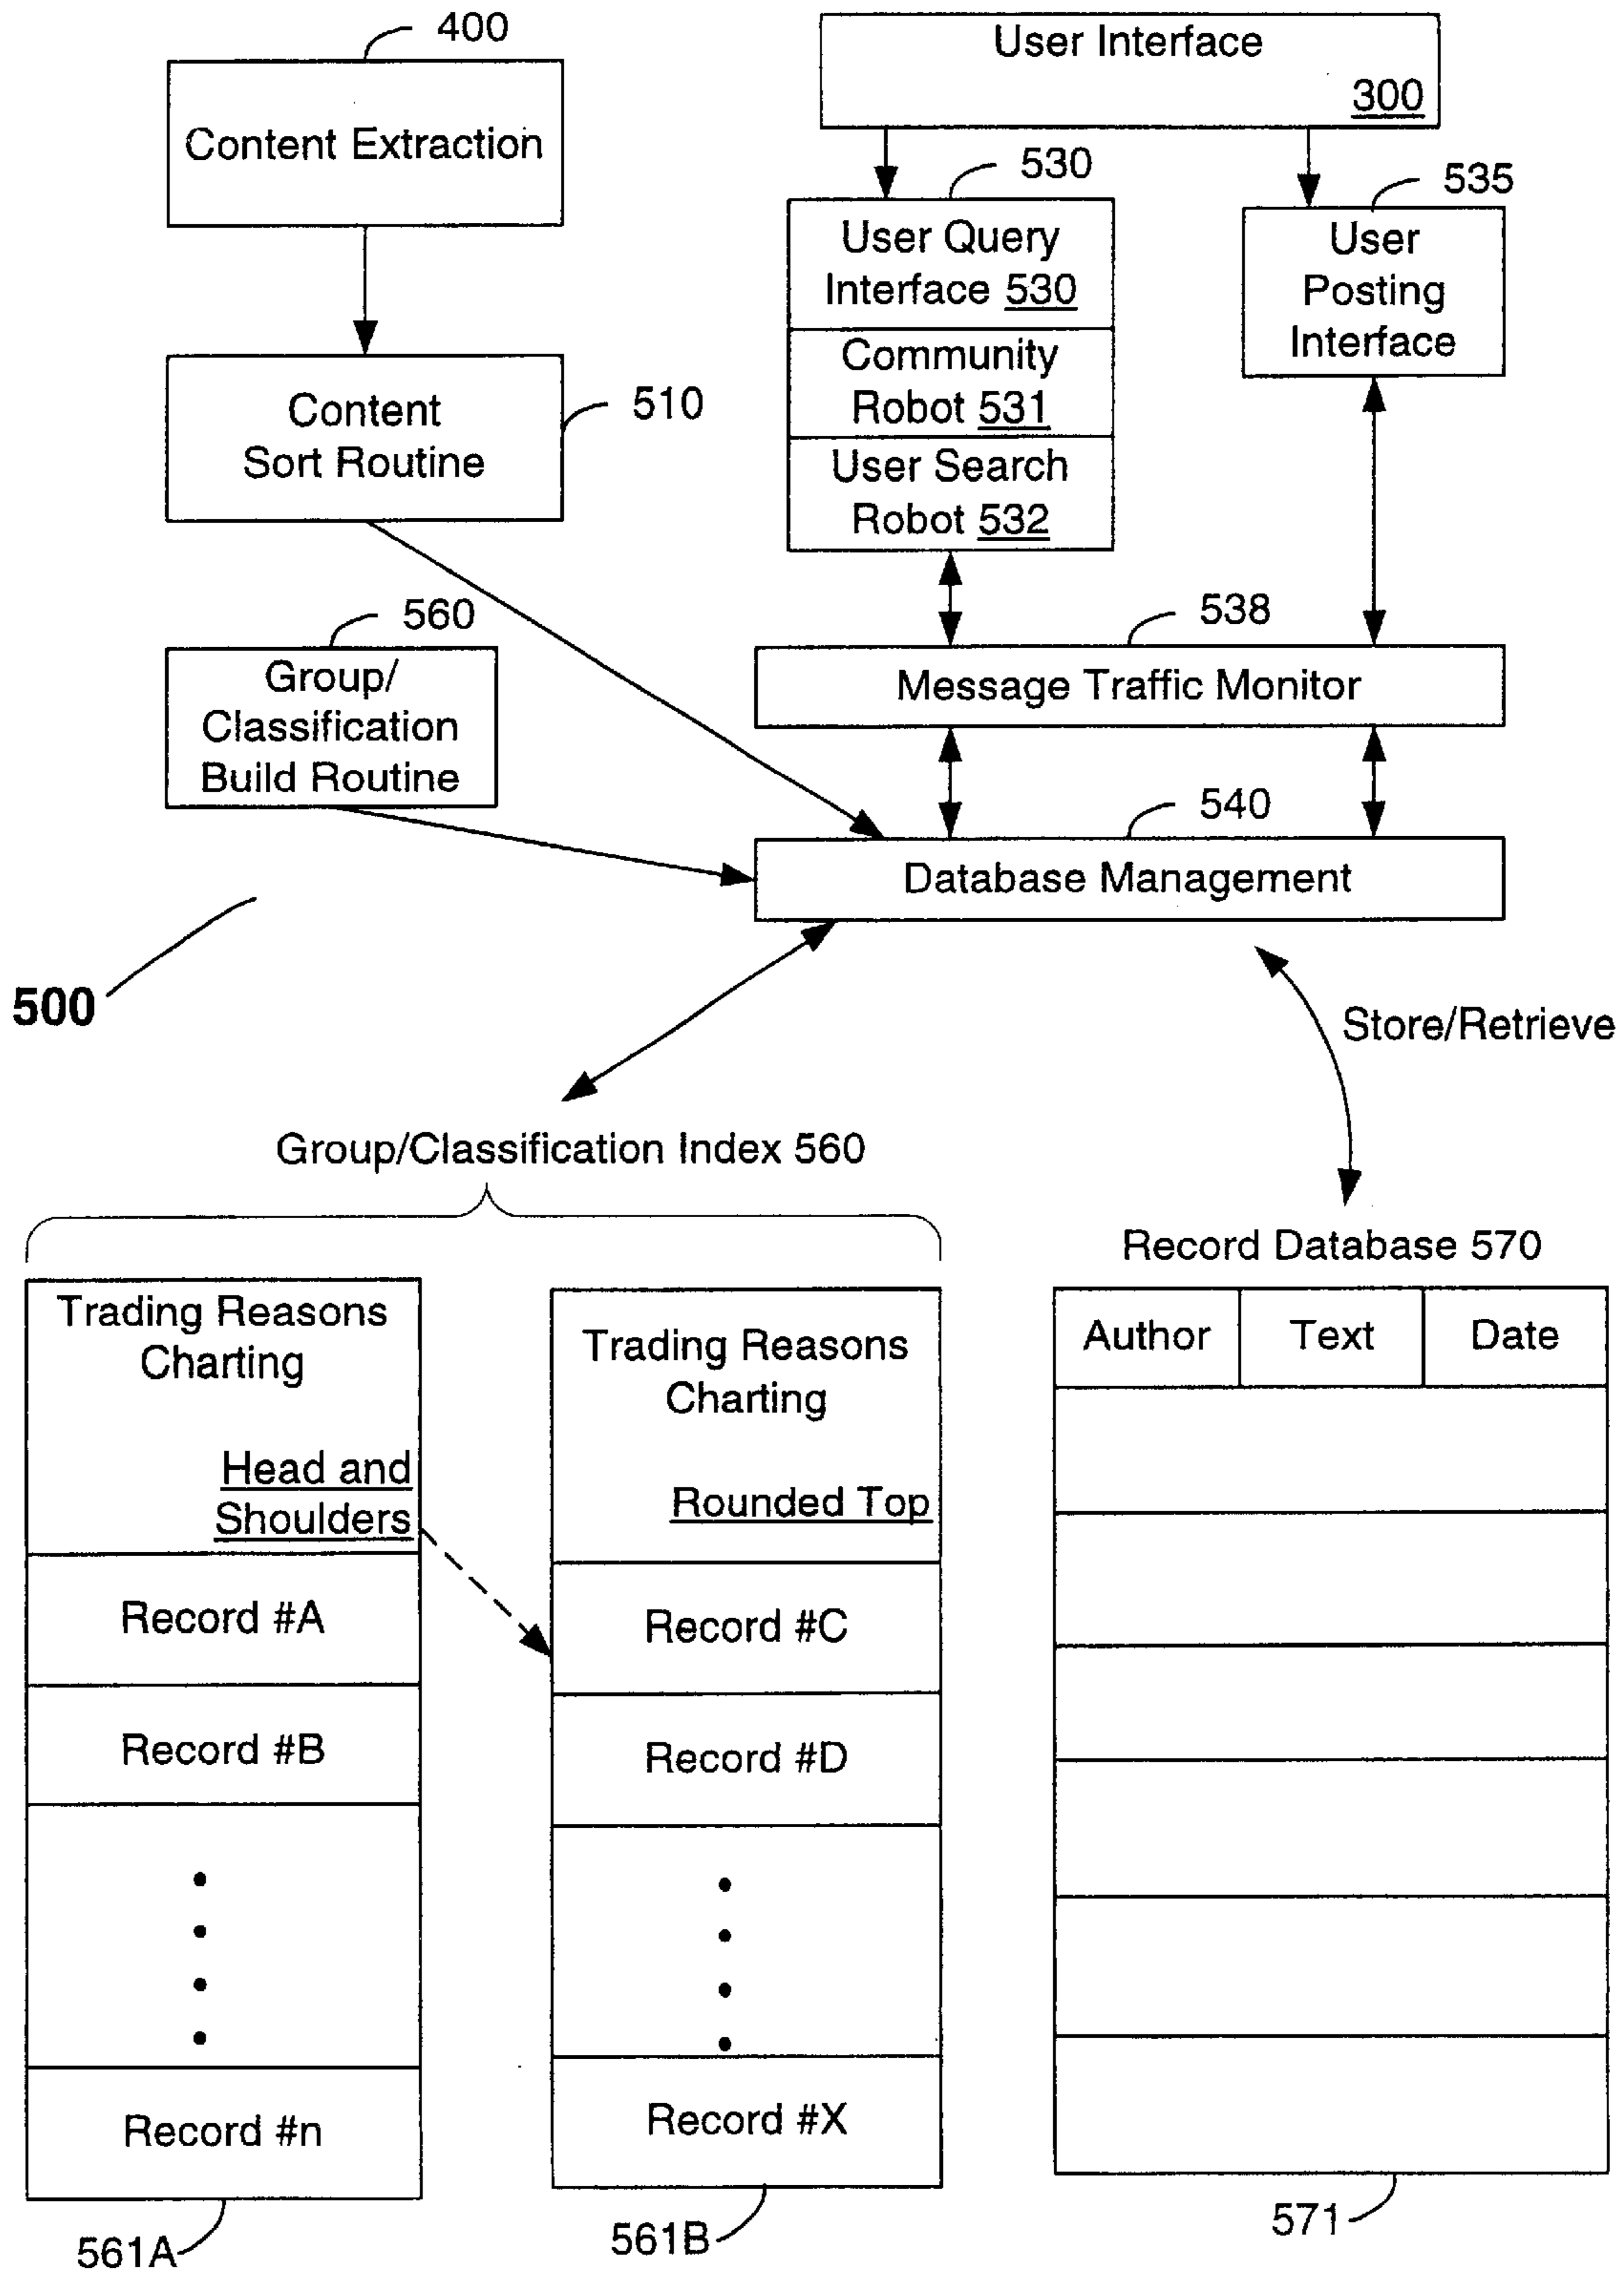 400
Content Extraction
User Interface
300
530
User Query
Interface 530
Community
Robot 531
User Search
Robot 532
535
User
Posting
Interface
Content
Sort Routine
510
560
Group/
Classification
Build Routine
538
Message Traffic Monitor
540
Database Management
500
Store/Retrieve
Group/Classification Index 560
Record Database 570
Trading Reasons
Charting
Head and
Shoulders
Record #A
Record #B
Record #n
561A
Trading Reasons
Charting
Rounded Top
Record #C
Record #D
Record #X
561B
Author Text Date
571